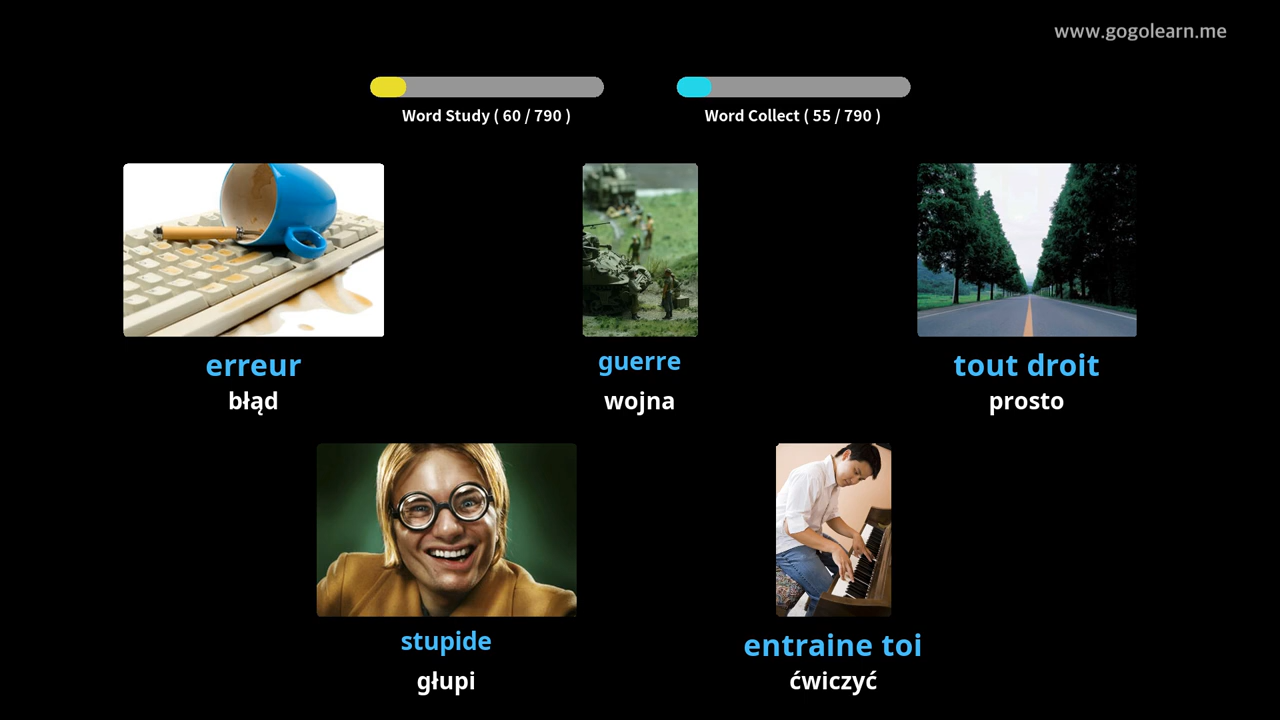 www.gogolearn.me
Word Study ( 60 / 790 )
Word Collect ( 55 / 790 )
erreur
błąd
guerre
wojna
tout droit
prosto
stupide
głupi
entraine toi
ćwiczyć